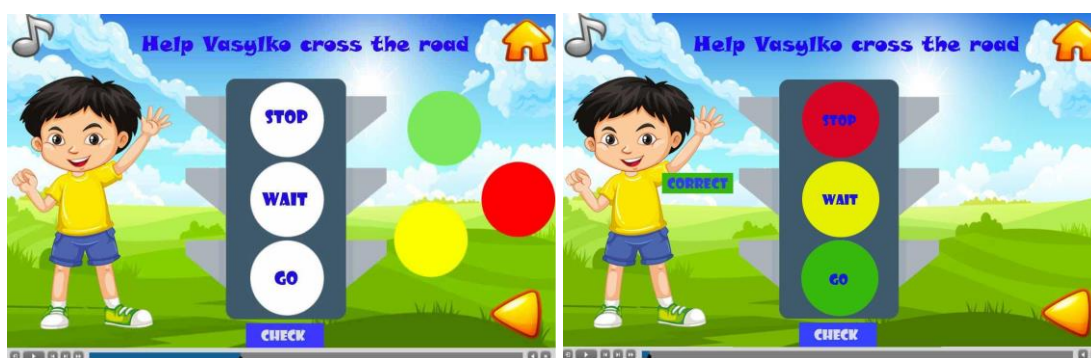 Help Vasylko cross the road
STOP
WAIT
GO
CHECK
Help Vasylko cross the road
STOP
CORRECT
WAIT
GO
CHECK